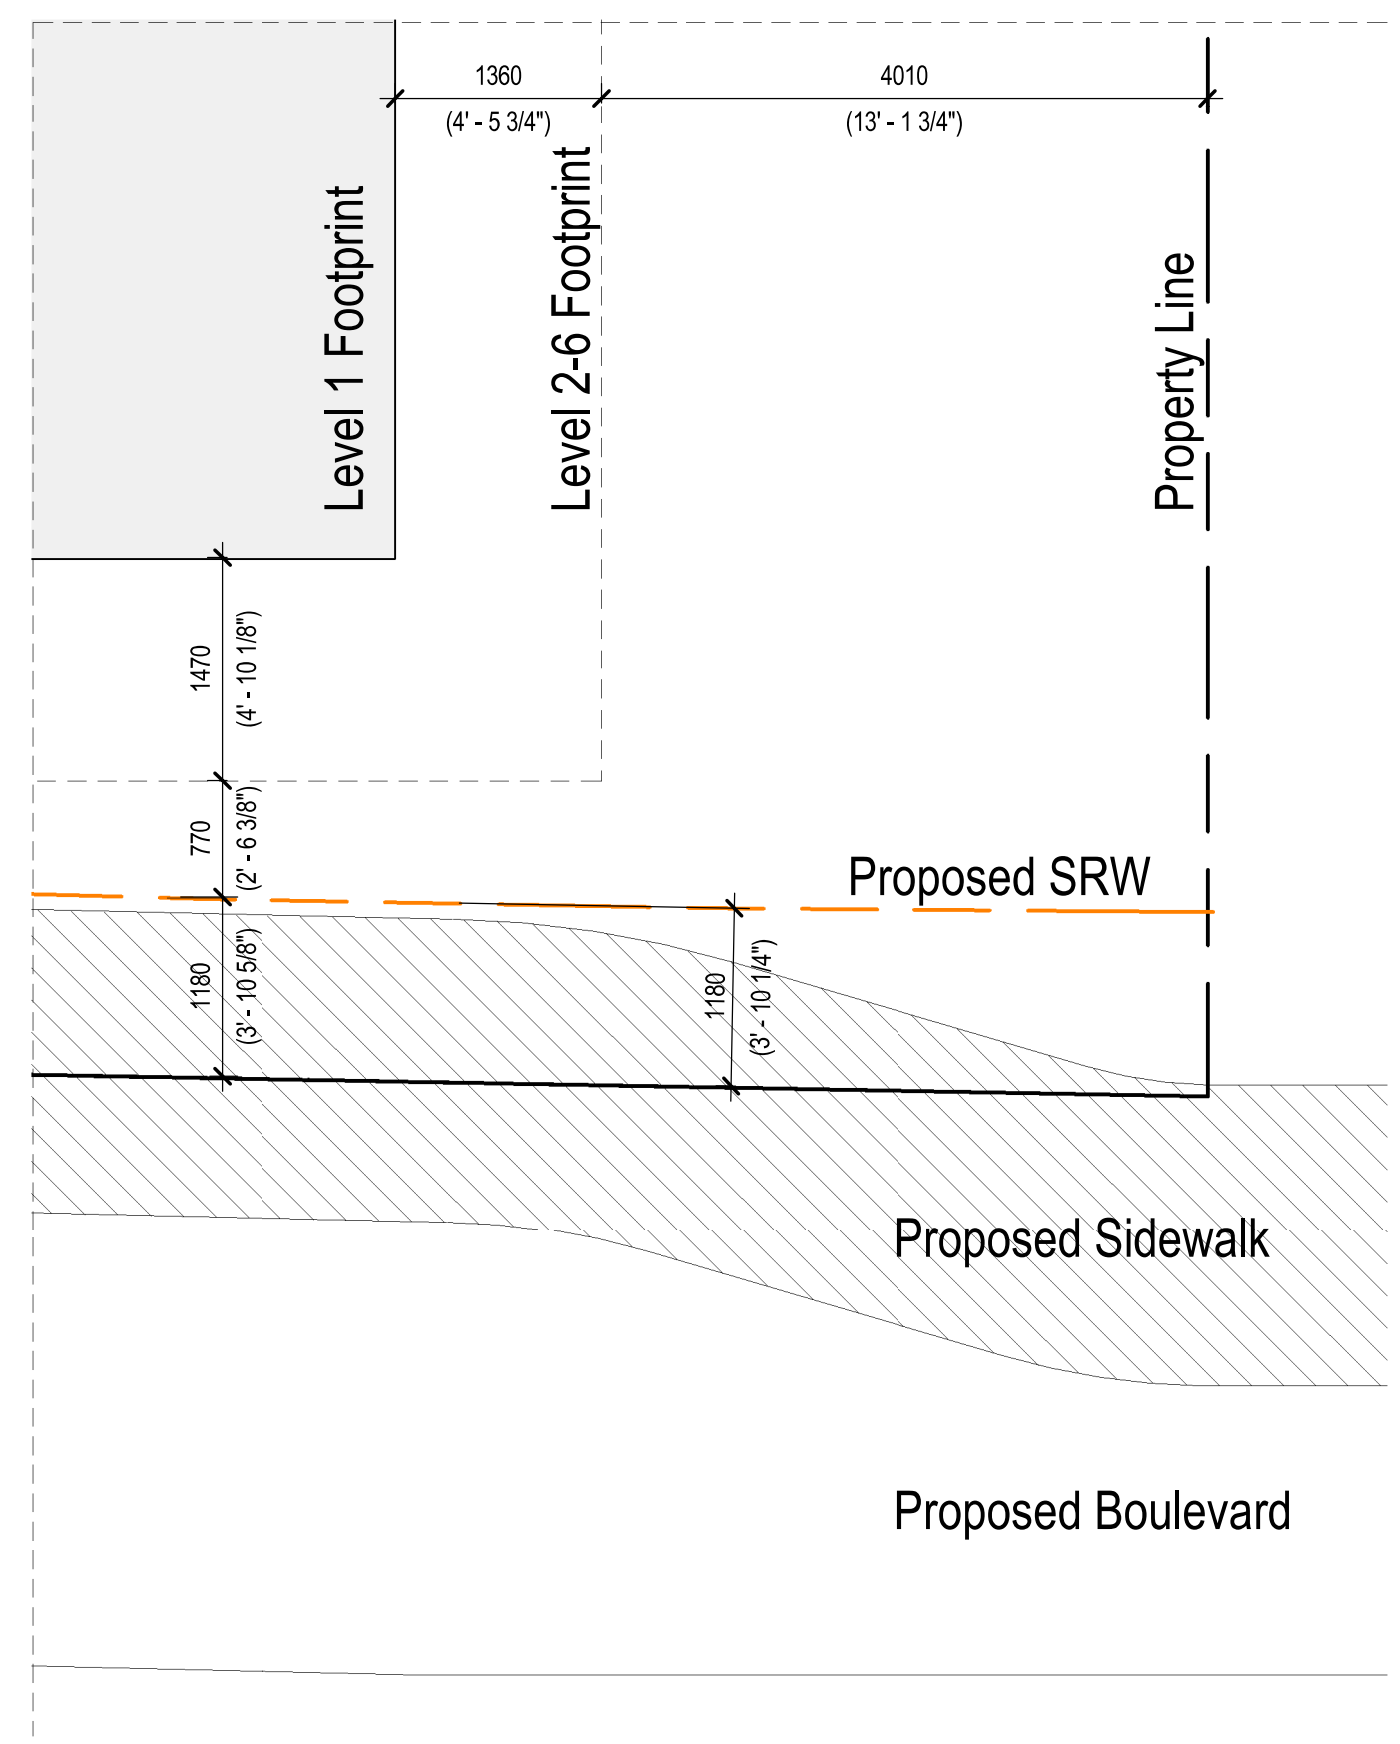 1360
(4' - 5 3/4")
4010
(13' - 1 3/4")
Level 1 Footprint
Level 2-6 Footprint
Property Line
1470
(4' - 10 1/8")
770
(2' - 6 3/8")
Proposed SRW
1180
(3' - 10 5/8")
1180
(3' - 10 1/4")
Proposed Sidewalk
Proposed Boulevard